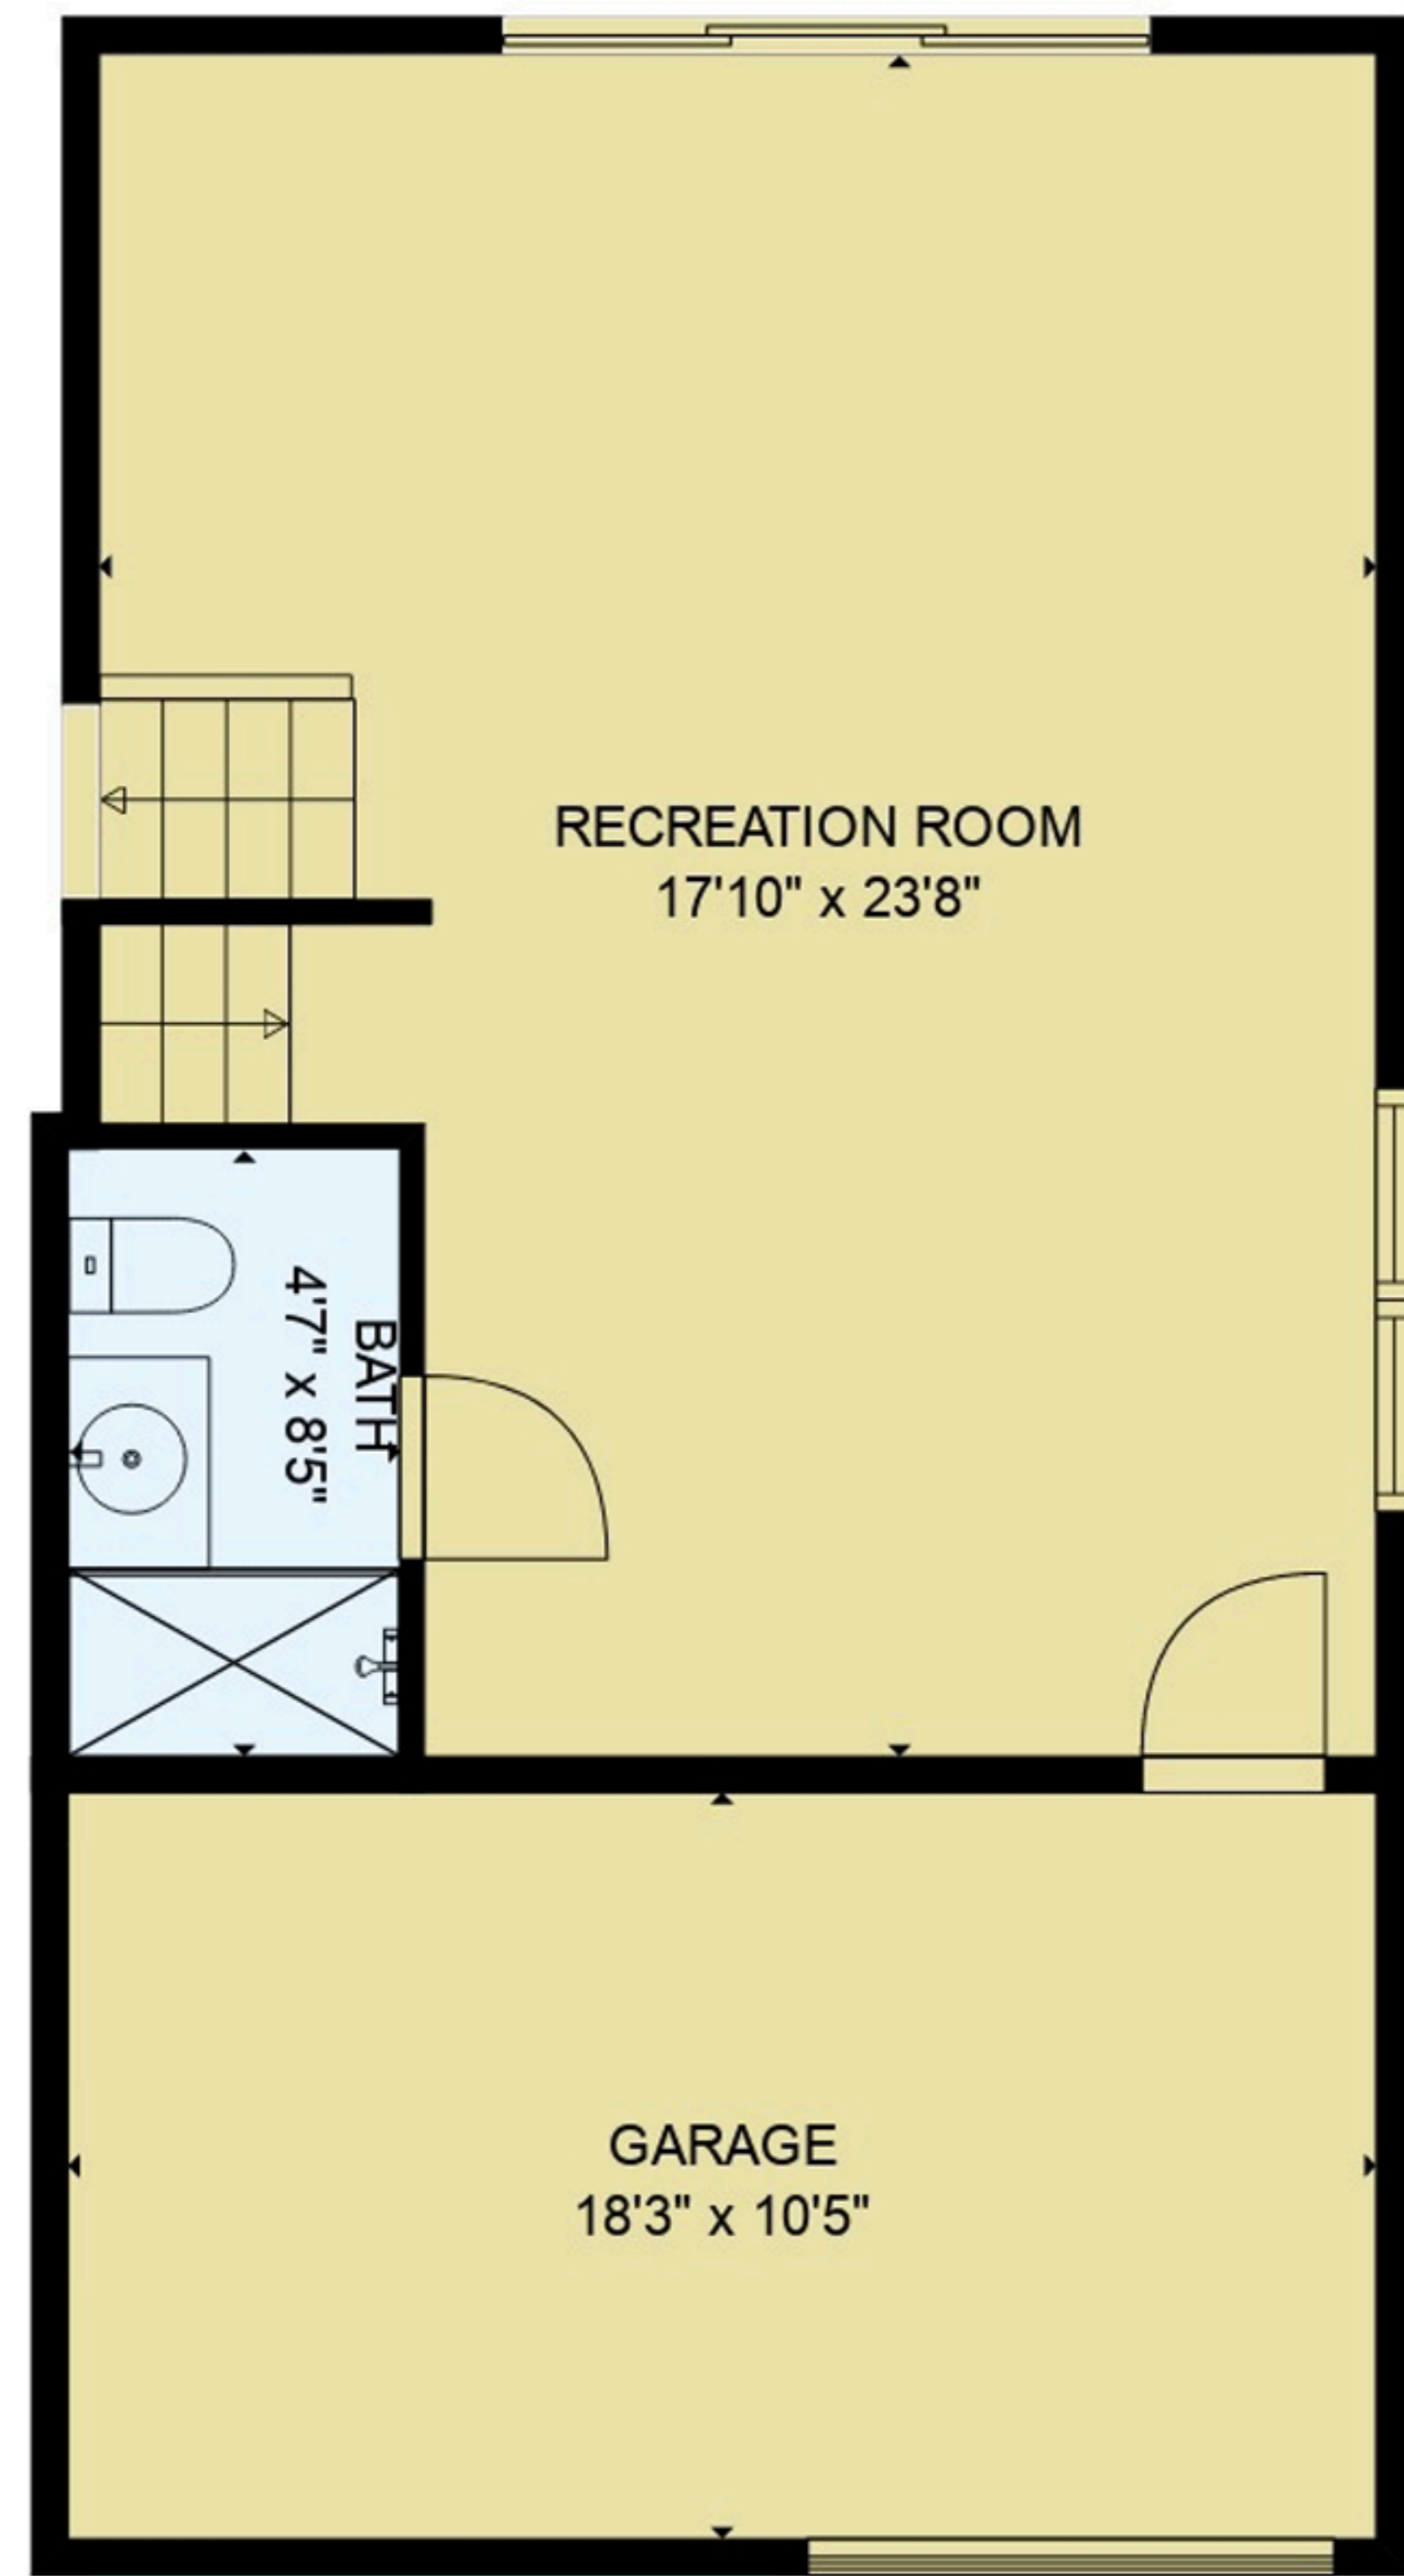 RECREATION ROOM
17'10" x 23'8"
BATH
4'7" x 8'5"
GARAGE
18'3" x 10'5"